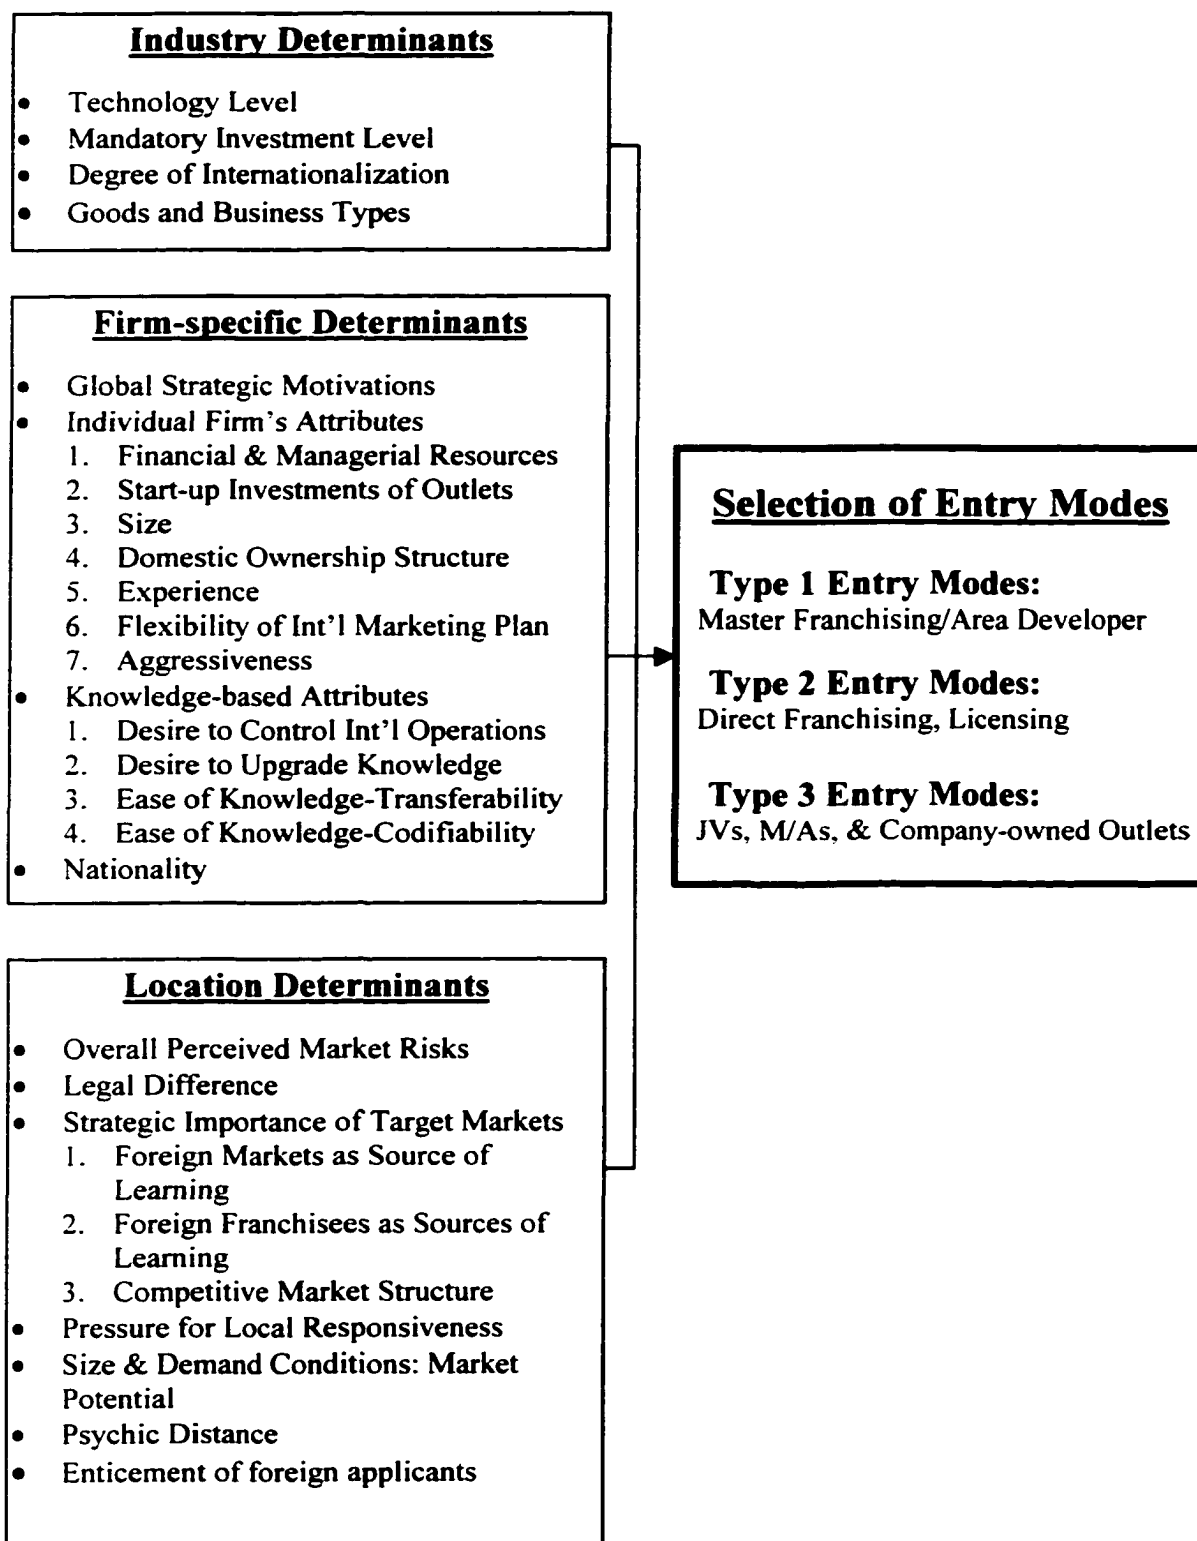 Industry Determinants
• Technology Level
• Mandatory Investment Level
• Degree of Internationalization
• Goods and Business Types
Firm-specific Determinants
• Global Strategic Motivations
• Individual Firm's Attributes
1. Financial & Managerial Resources
2. Start-up Investments of Outlets
3. Size
4. Domestic Ownership Structure
5. Experience
6. Flexibility of Int'l Marketing Plan
7. Aggressiveness
• Knowledge-based Attributes
1. Desire to Control Int'l Operations
2. Desire to Upgrade Knowledge
3. Ease of Knowledge-Transferability
4. Ease of Knowledge-Codifiability
• Nationality
Location Determinants
• Overall Perceived Market Risks
• Legal Difference
• Strategic Importance of Target Markets
1. Foreign Markets as Source of
Learning
2. Foreign Franchisees as Sources of
Learning
3. Competitive Market Structure
• Pressure for Local Responsiveness
• Size & Demand Conditions: Market
Potential
• Psychic Distance
• Enticement of foreign applicants
Selection of Entry Modes
Type 1 Entry Modes:
Master Franchising/Area Developer
Type 2 Entry Modes:
Direct Franchising, Licensing
Type 3 Entry Modes:
JVs, M/As, & Company-owned Outlets